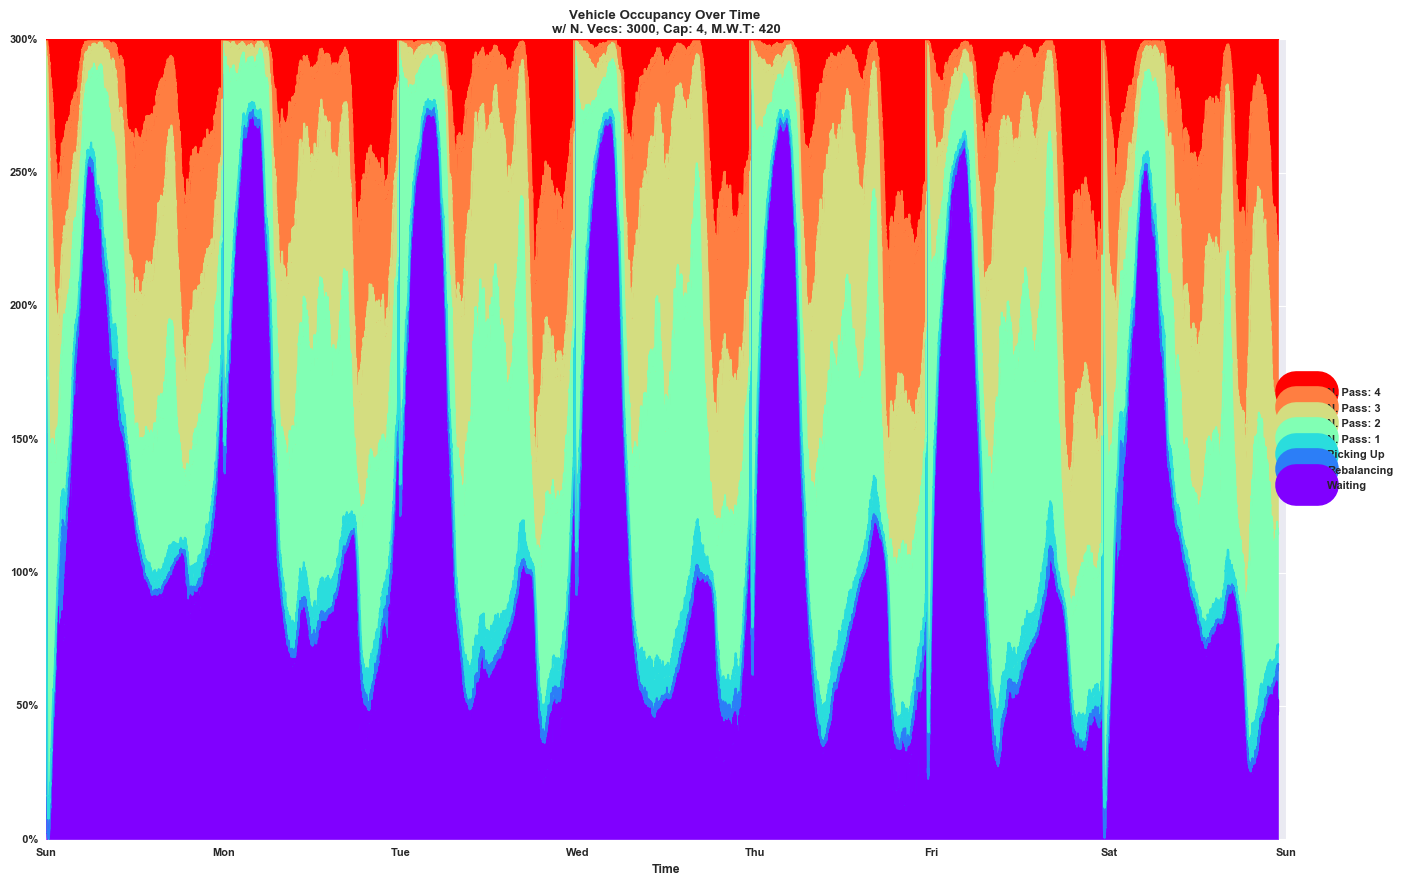 Vehicle Occupancy Over Time
w/ N. Vecs: 3000, Cap: 4, M.W.T: 420
300%
250%
200%
150%
100%
50%
0%
Sun Mon Tue Wed Thu Fri Sat Sun
Time
N. Pass: 4
N. Pass: 3
N. Pass: 2
N. Pass: 1
Picking Up
Rebalancing
Waiting